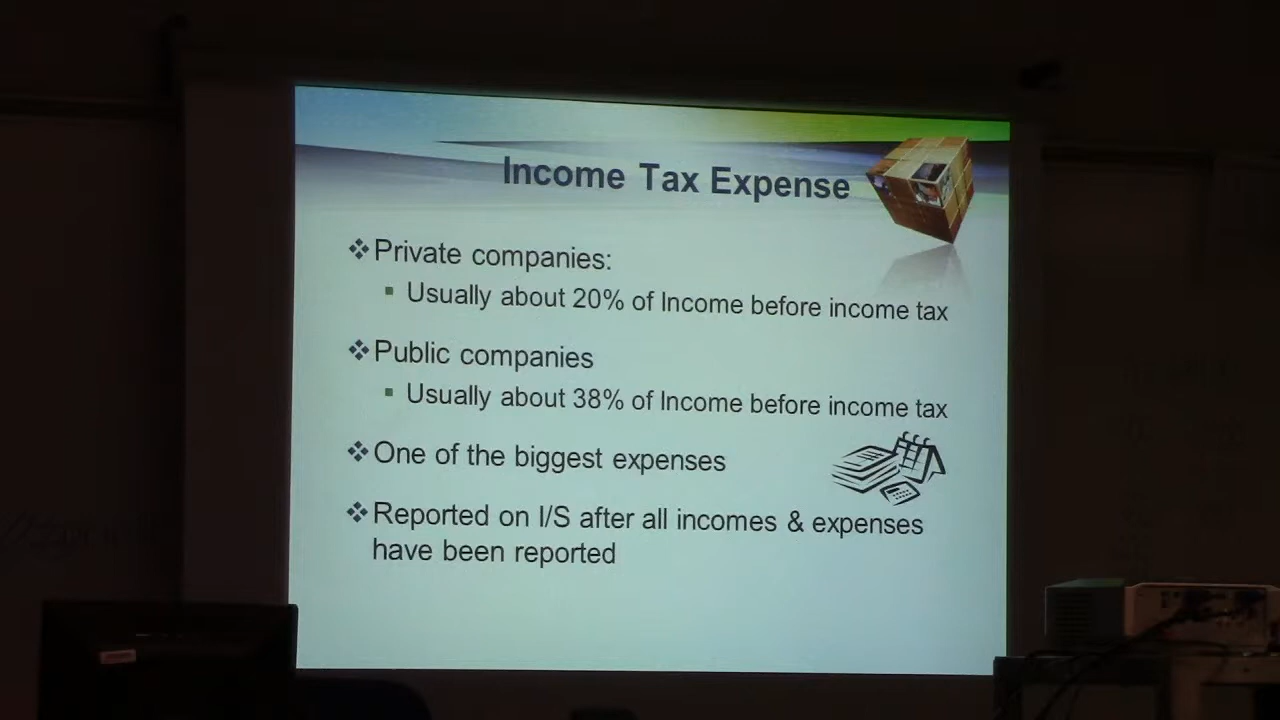 Income Tax Expense
❖Private companies:
▪ Usually about 20% of Income before income tax
❖Public companies
▪ Usually about 38% of Income before income tax
❖One of the biggest expenses
❖Reported on I/S after all incomes & expenses
have been reported